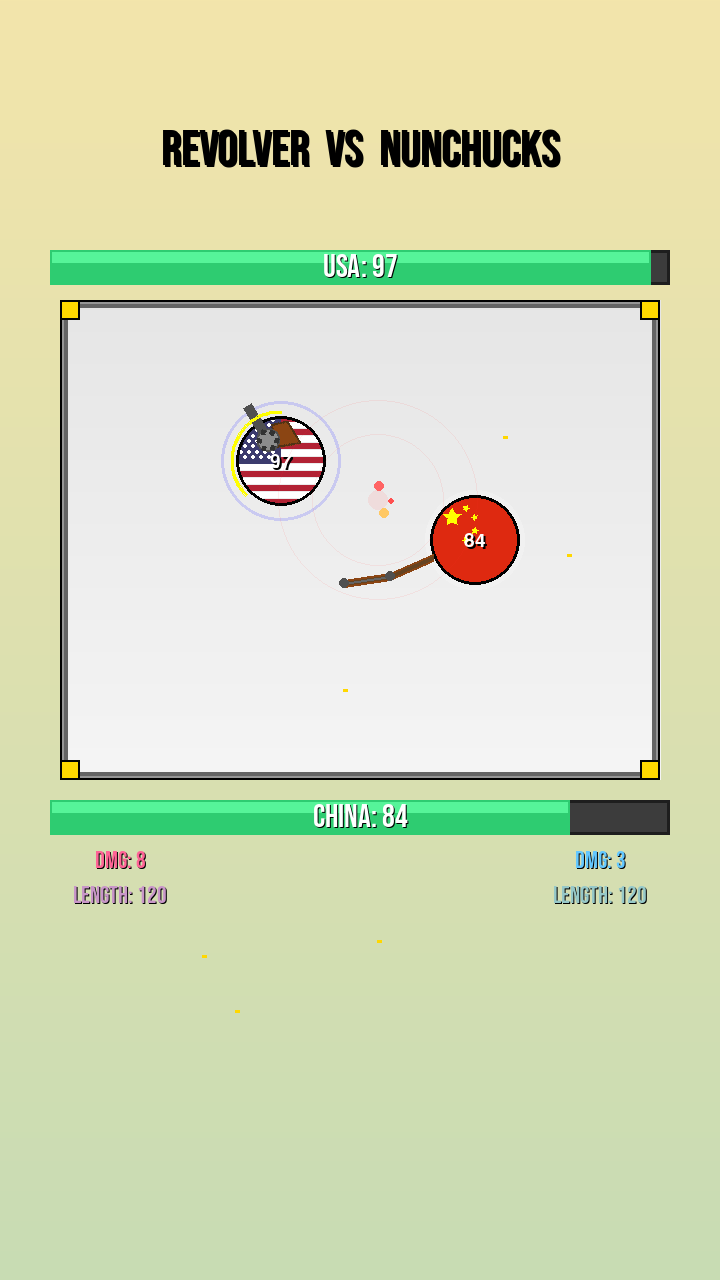 REVOLVER VS NUNCHUCKS
USA: 97
97
84
CHINA: 84
DMG: 8
DMG: 3
LENGTH: 120
LENGTH: 120